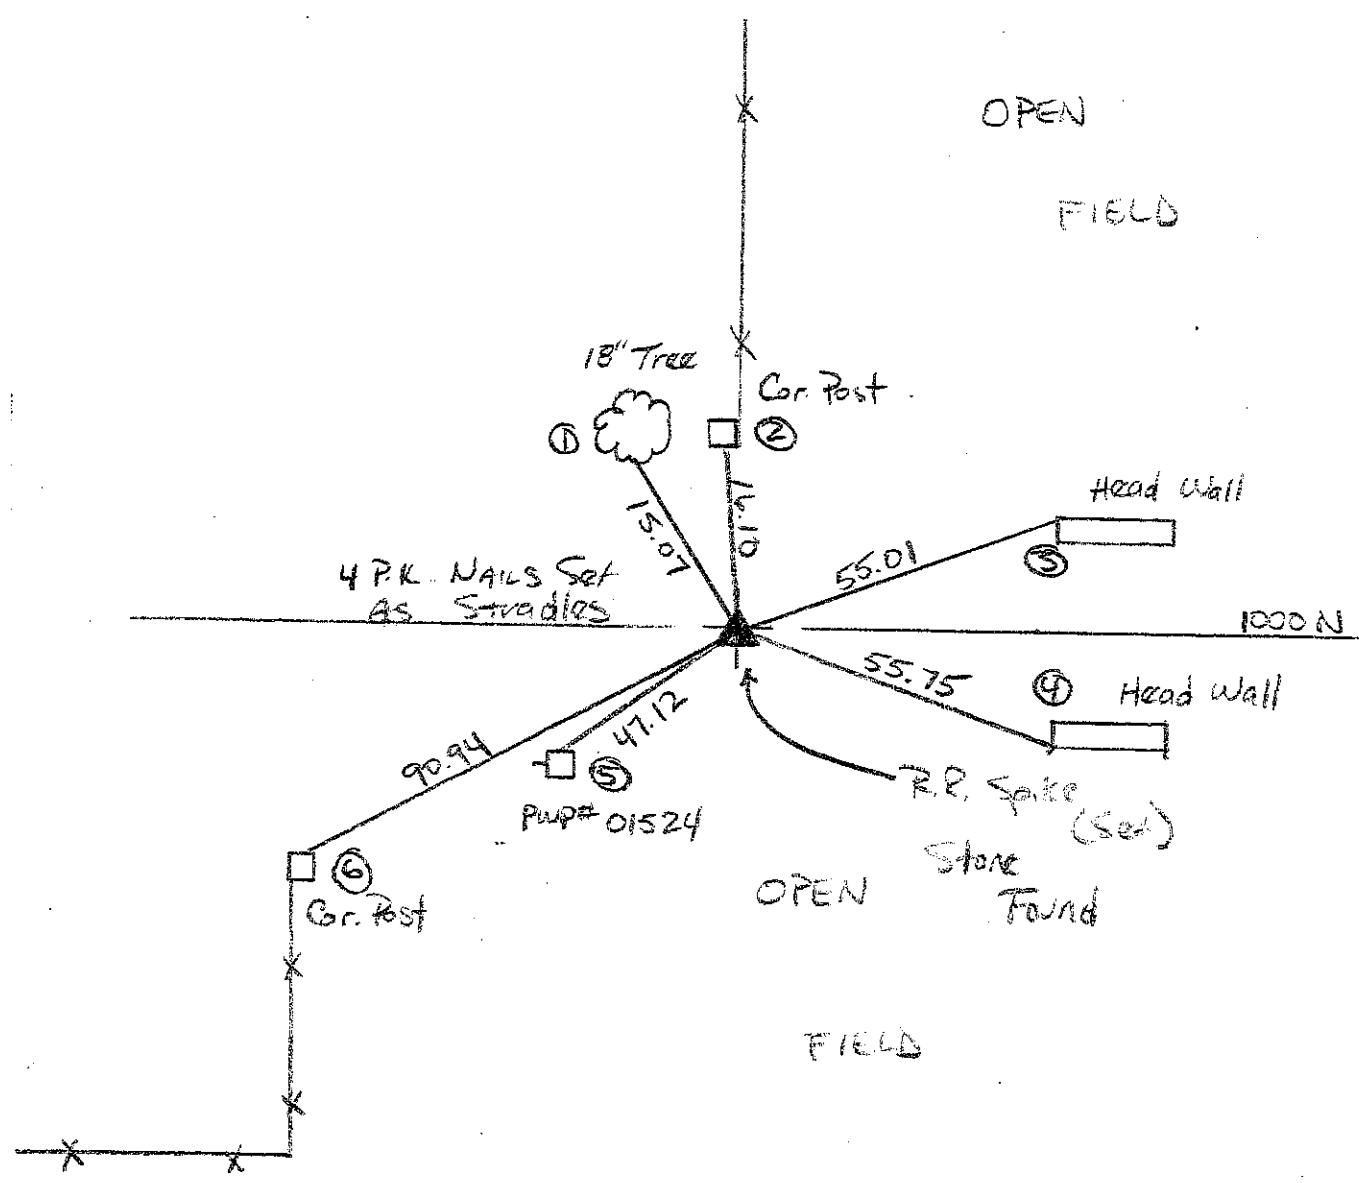 OPEN
FIELD
18" Tree
Cor. Post
1
2
Head Wall
15.07
55.01
3
4 P.K. NAILS Set
As Stradles
1000 N
55.75
4
Head Wall
47.12
90.94
5
R.R. Spike
(Set)
PWP# 01524
Stone
Found
6
Cor. Post
OPEN
FIELD